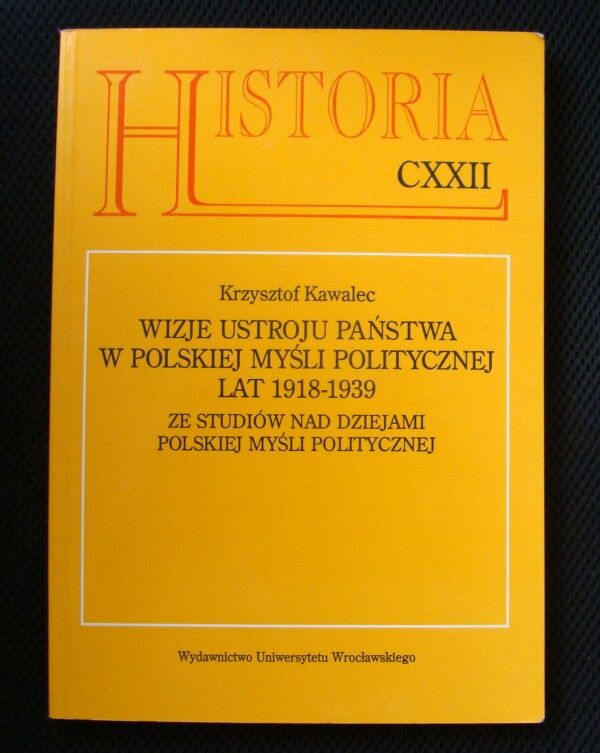 HISTORIA
CXXII
Krzysztof Kawalec
WIZJE USTROJU PAŃSTWA
W POLSKIEJ MYŚLI POLITYCZNEJ
LAT 1918-1939
ZE STUDIÓW NAD DZIEJAMI
POLSKIEJ MYŚLI POLITYCZNEJ
Wydawnictwo Uniwersytetu Wrocławskiego